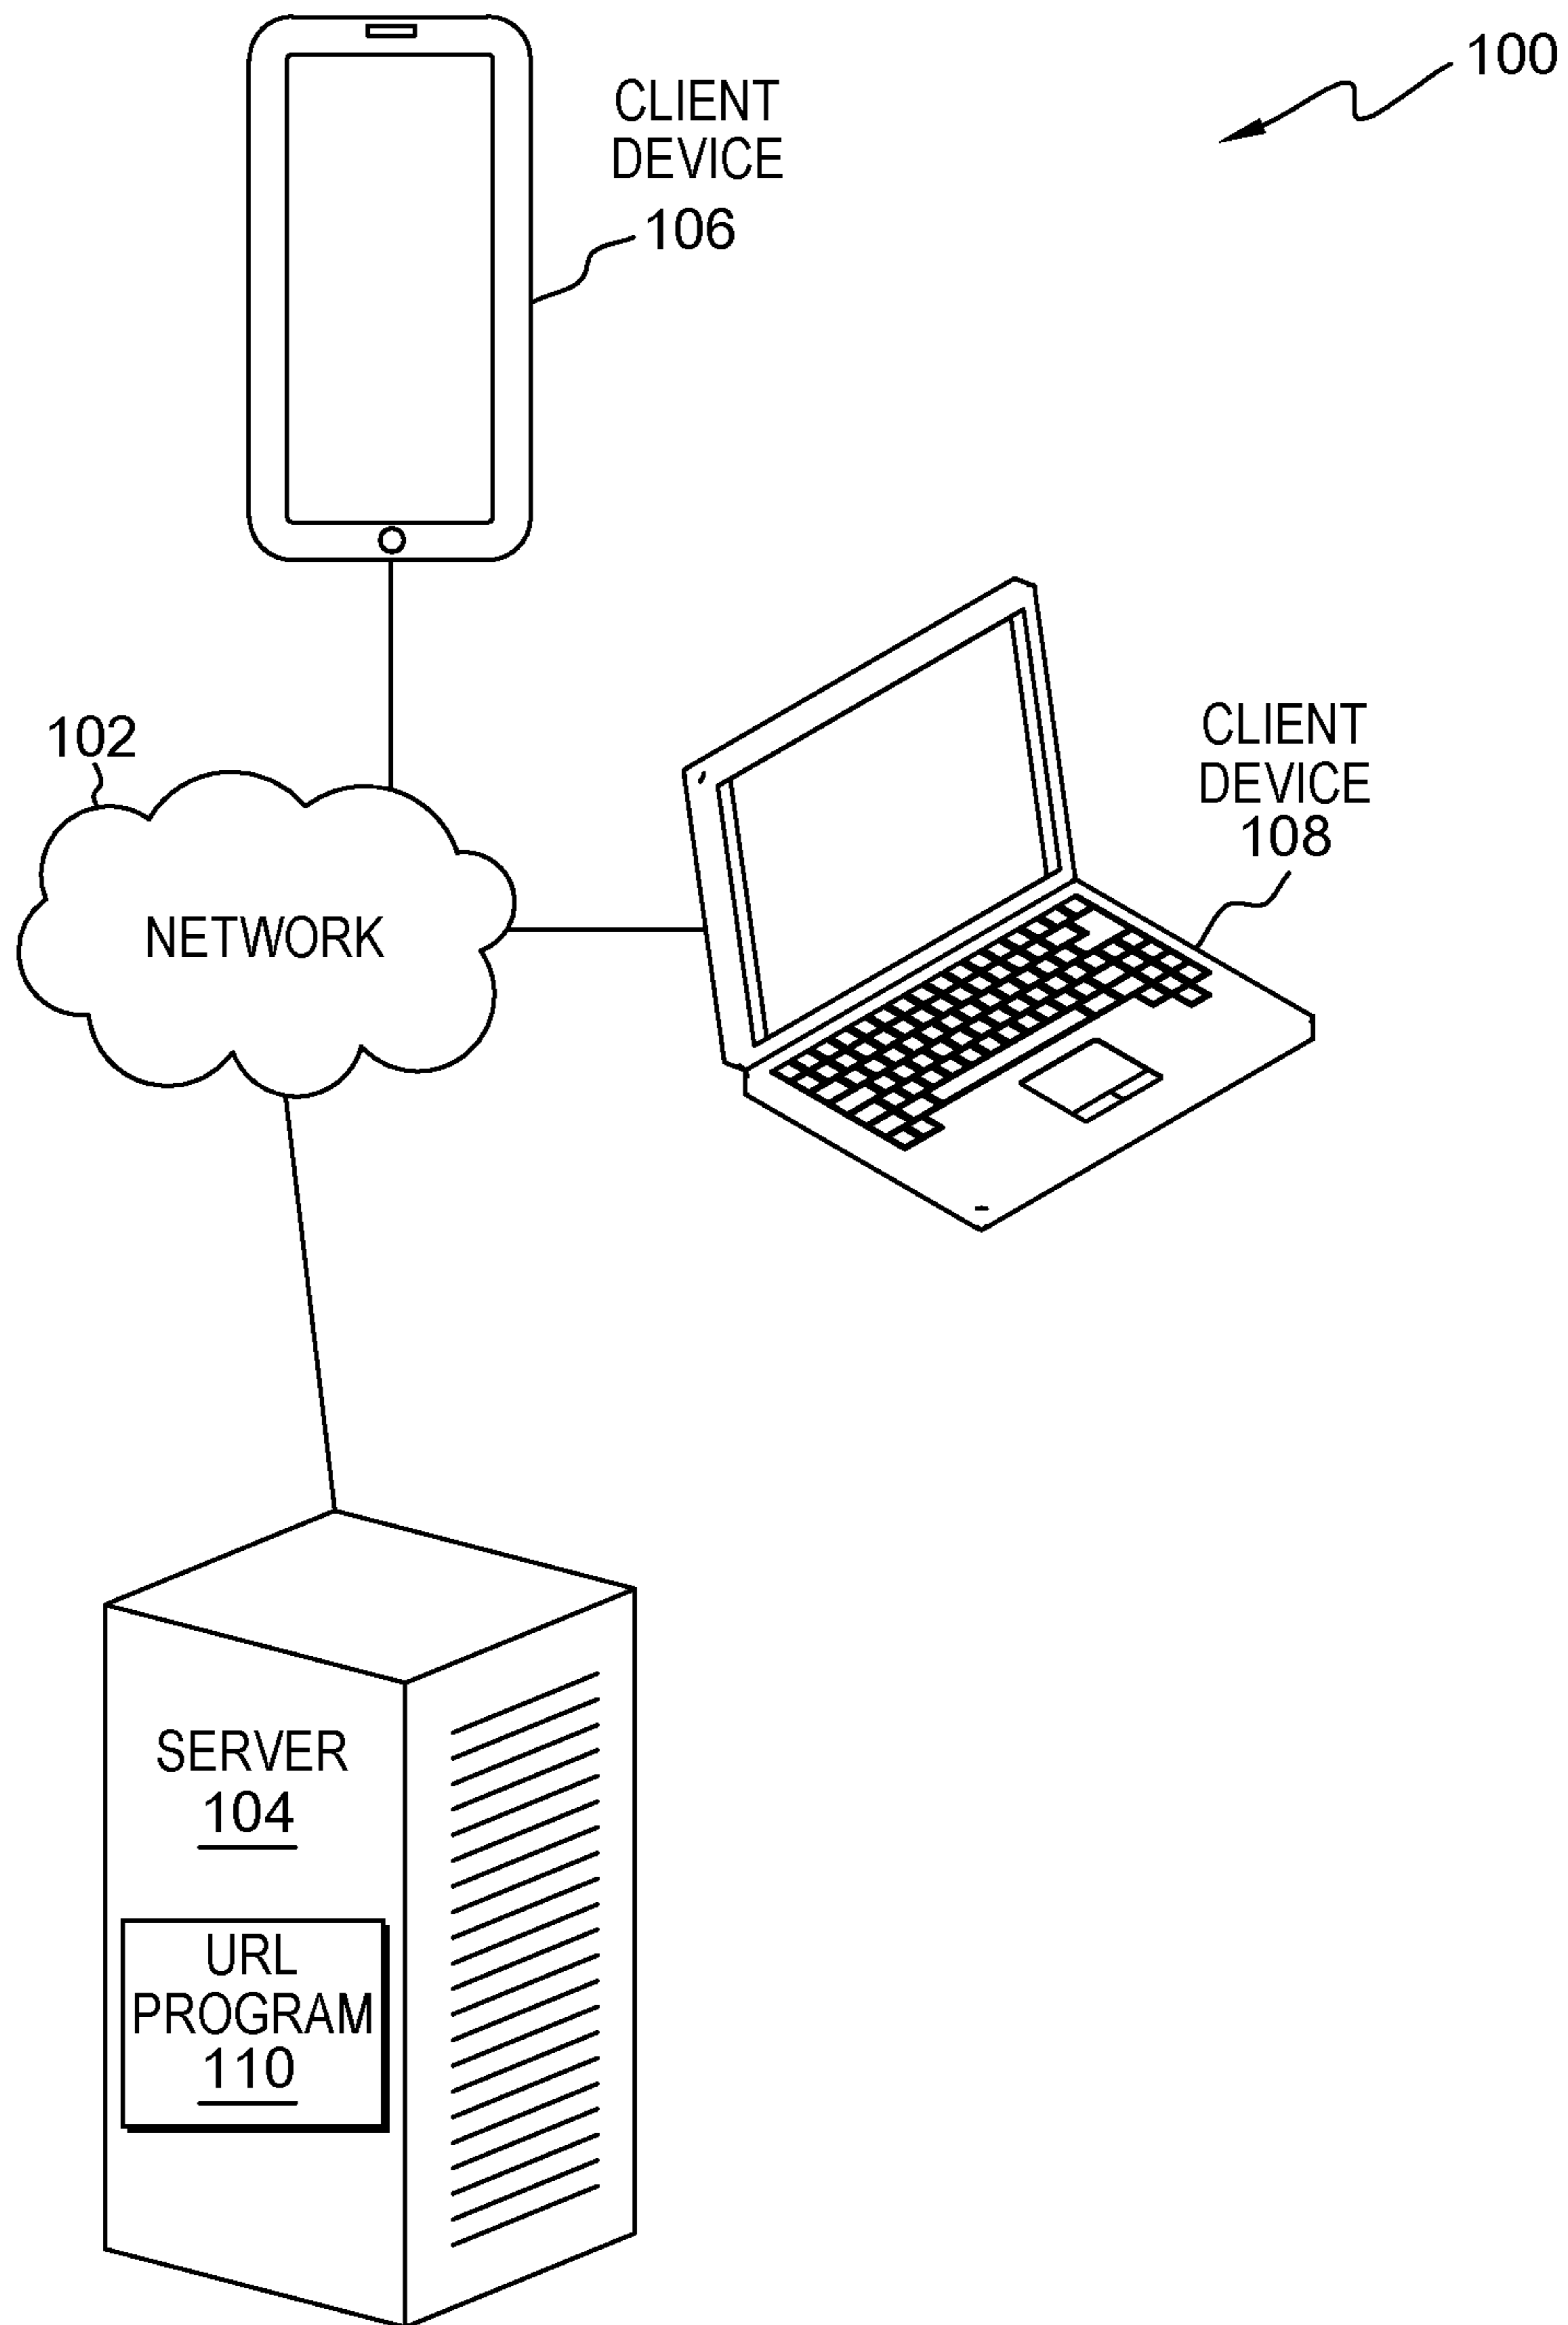 100
CLIENT
DEVICE
106
102
NETWORK
CLIENT
DEVICE
108
SERVER
104
URL
PROGRAM
110